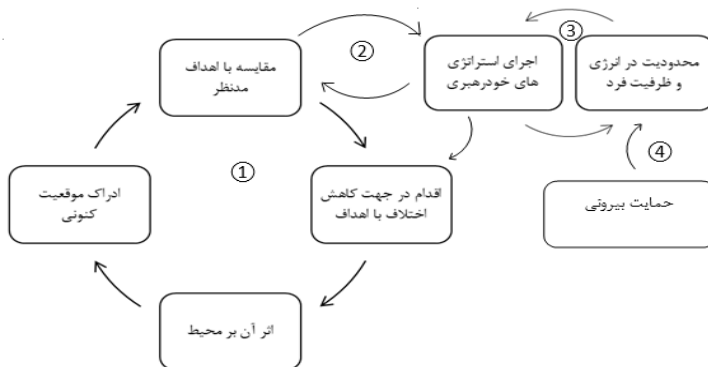 مقایسه با اهداف
مدنظر
②
اجرای استراتژی
های خودرهبری
③
محدودیت در انرژی
و ظرفیت فرد
④
حمایت بیرونی
①
اقدام در جهت کاهش
اختلاف با اهداف
اثر آن بر محیط
ادراک موقعیت
کنونی